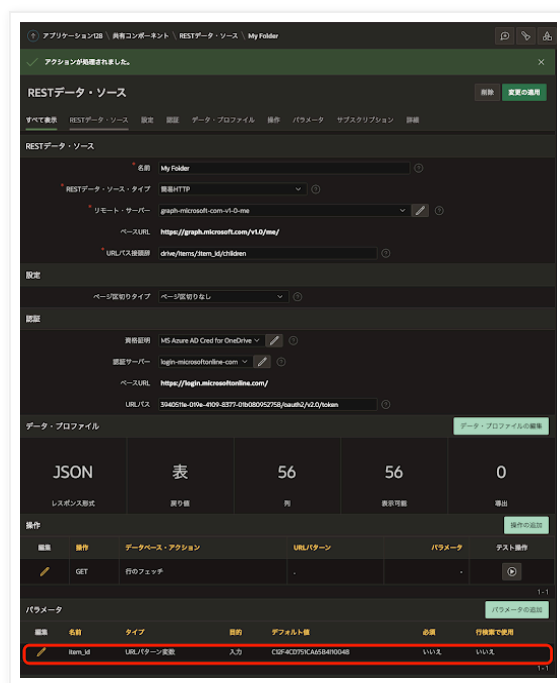 アプリケーション128 \ 共有コンポーネント \ RESTデータ・ソース \ My Folder
アクションが処理されました。
RESTデータ・ソース
削除 変更の適用
すべて表示 RESTデータ・ソース 設定 認証 データ・プロファイル 操作 パラメータ サブスクリプション 詳細
RESTデータ・ソース
* 名前 My Folder
* RESTデータ・ソース・タイプ 簡易HTTP
* リモート・サーバー graph-microsoft-com-v1-0-me
ベースURL https://graph.microsoft.com/v1.0/me/
* URLパス接頭辞 drive/items/:item_id/children
設定
ページ区切りタイプ ページ区切りなし
認証
資格証明 MS Azure AD Cred for OneDrive
認証サーバー login-microsoftonline-com
ベースURL https://login.microsoftonline.com/
URLパス /oauth2/v2.0/token
データ・プロファイル
データ・プロファイルの編集
JSON 表 56 56 0
レスポンス形式 戻り値 列 表示可能 導出
操作
操作の追加
編集 操作 データベース・アクション URLパターン パラメータ テスト操作
GET 行のフェッチ . -
1-1
パラメータ
パラメータの追加
編集 名前 タイプ 目的 デフォルト値 必須 行検索で使用
item_id URLパターン変数 入力 いいえ いいえ
1-1